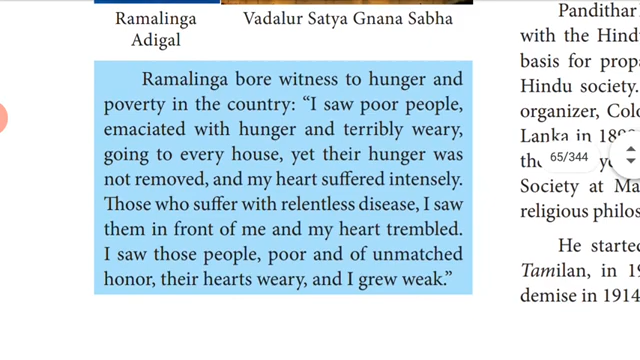 Ramalinga
Adigal
Vadalur Satya Gnana Sabha
Ramalinga bore witness to hunger and
poverty in the country: “I saw poor people,
emaciated with hunger and terribly weary,
going to every house, yet their hunger was
not removed, and my heart suffered intensely.
Those who suffer with relentless disease, I saw
them in front of me and my heart trembled.
I saw those people, poor and of unmatched
honor, their hearts weary, and I grew weak.”
Pandithar
with the Hind
basis for prop
Hindu society.
organizer, Colo
Lanka in 189
the
65/344
Society at Ma
religious philos
He started
Tamilan, in 19
demise in 1914